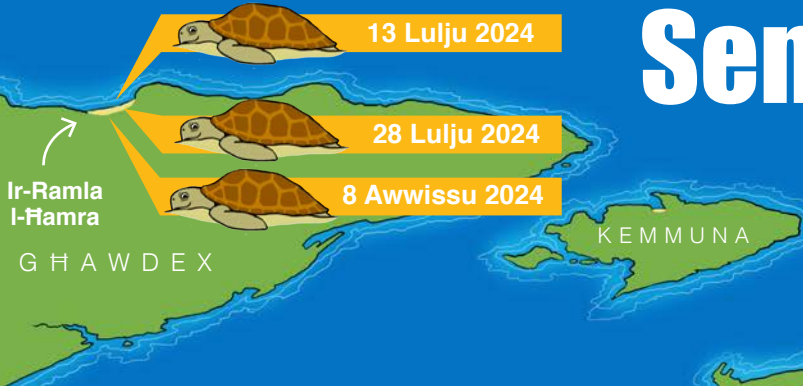 13 Lulju 2024
28 Lulju 2024
8 Awwissu 2024
Ir-Ramla
l-Ħamra
GĦAWDEX
KEMMUNA